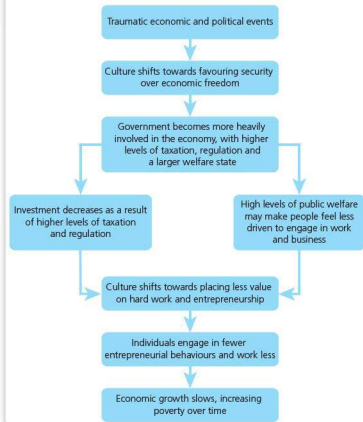 Traumatic economic and political events
Culture shifts towards favouring security
over economic freedom
Government becomes more heavily
involved in the economy, with higher
levels of taxation, regulation and
a larger welfare state
Investment decreases as a result
of higher levels of taxation
and regulation
High levels of public welfare
may make people feel less
driven to engage in work
and business
Culture shifts towards placing less value
on hard work and entrepreneurship
Individuals engage in fewer
entrepreneurial behaviours and work less
Economic growth slows, increasing
poverty over time